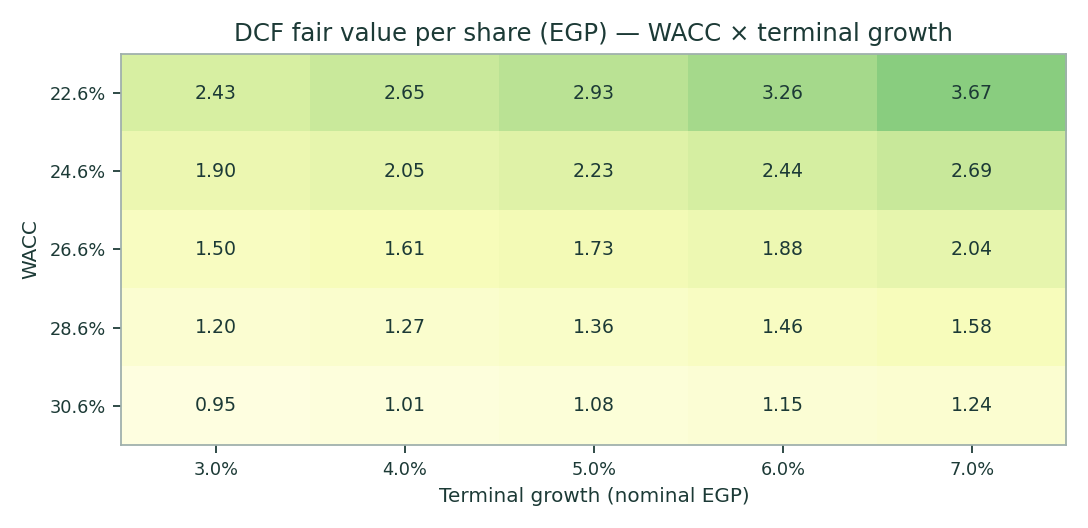 DCF fair value per share (EGP) — WACC × terminal growth
WACC
22.6% 2.43 2.65 2.93 3.26 3.67
24.6% 1.90 2.05 2.23 2.44 2.69
26.6% 1.50 1.61 1.73 1.88 2.04
28.6% 1.20 1.27 1.36 1.46 1.58
30.6% 0.95 1.01 1.08 1.15 1.24
3.0% 4.0% 5.0% 6.0% 7.0%
Terminal growth (nominal EGP)